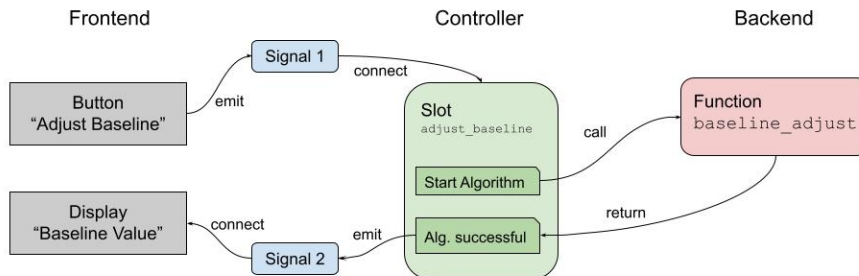 Frontend
Controller
Backend
Signal 1
connect
emit
Button
“Adjust Baseline”
Slot
adjust_baseline
call
Function
baseline_adjust
Start Algorithm
Display
“Baseline Value”
connect
Signal 2
emit
Alg. successful
return